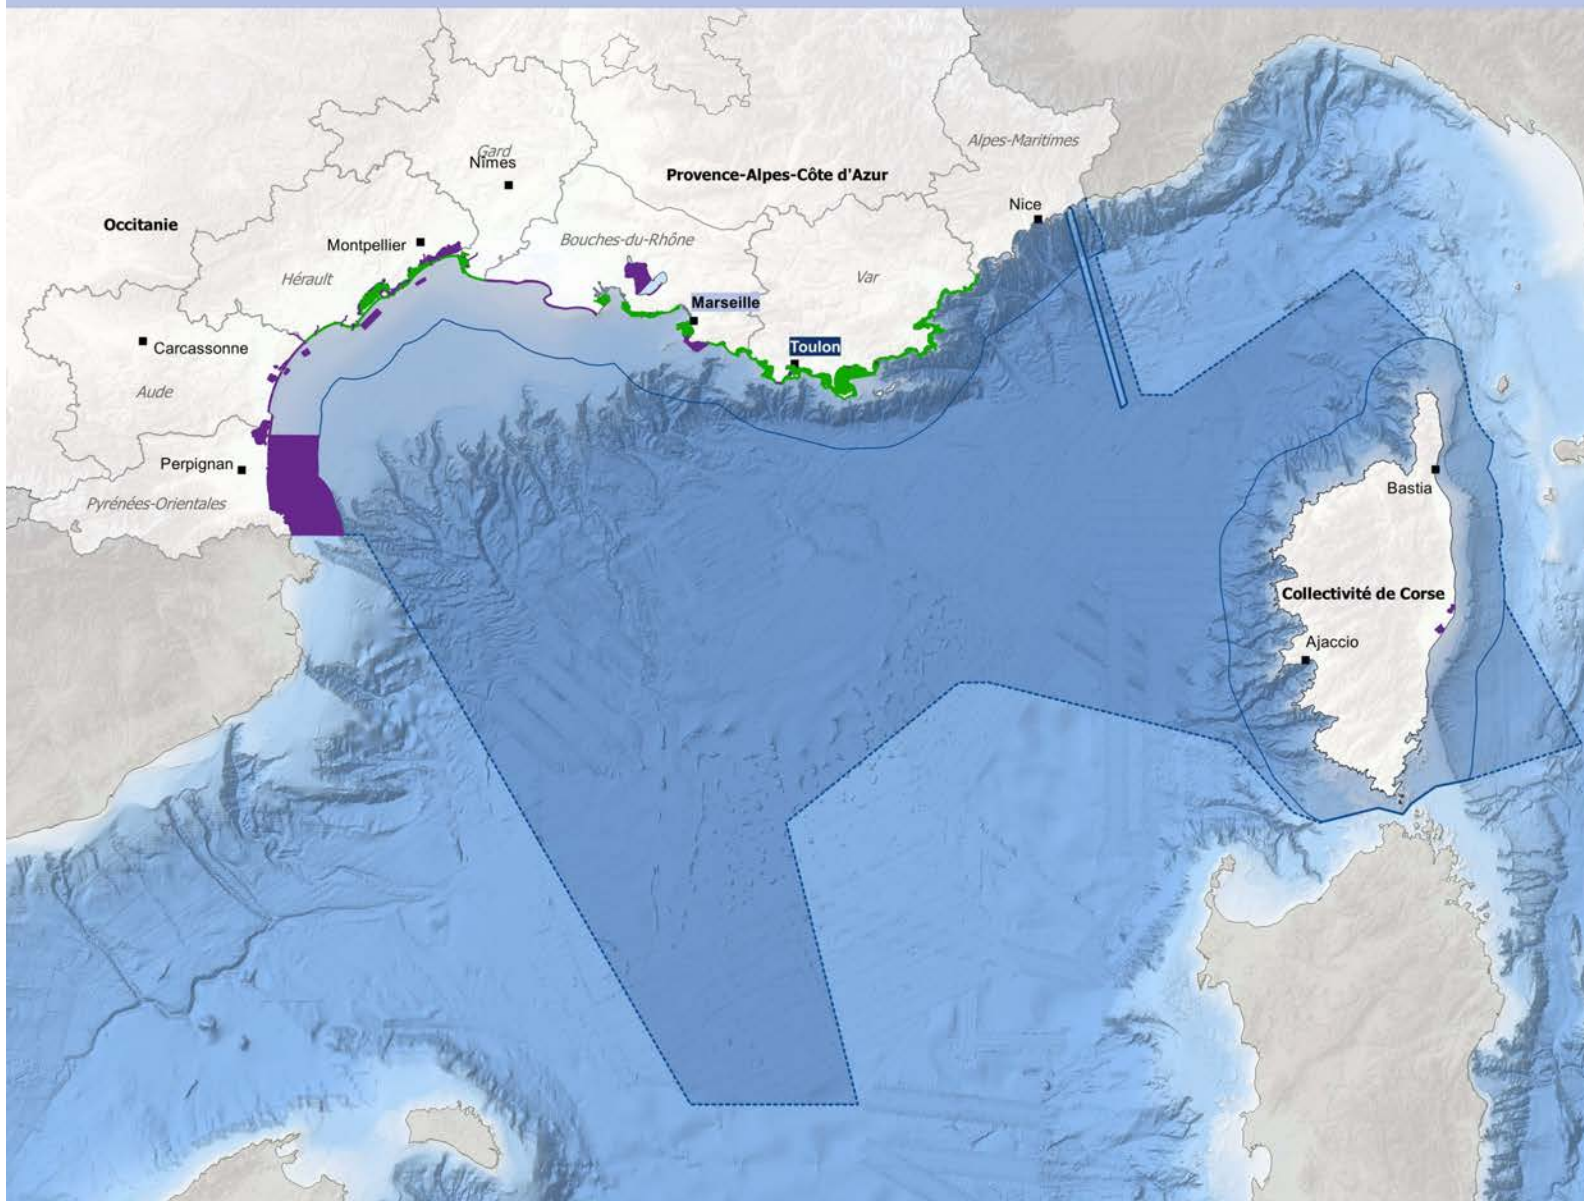 Alpes-Maritimes
Gard
Nîmes
Provence-Alpes-Côte d'Azur
Nice
Occitanie
Montpellier
Bouches-du-Rhône
Hérault
Var
Marseille
Carcassonne
Toulon
Aude
Perpignan
Bastia
Pyrénées-Orientales
Collectivité de Corse
Ajaccio